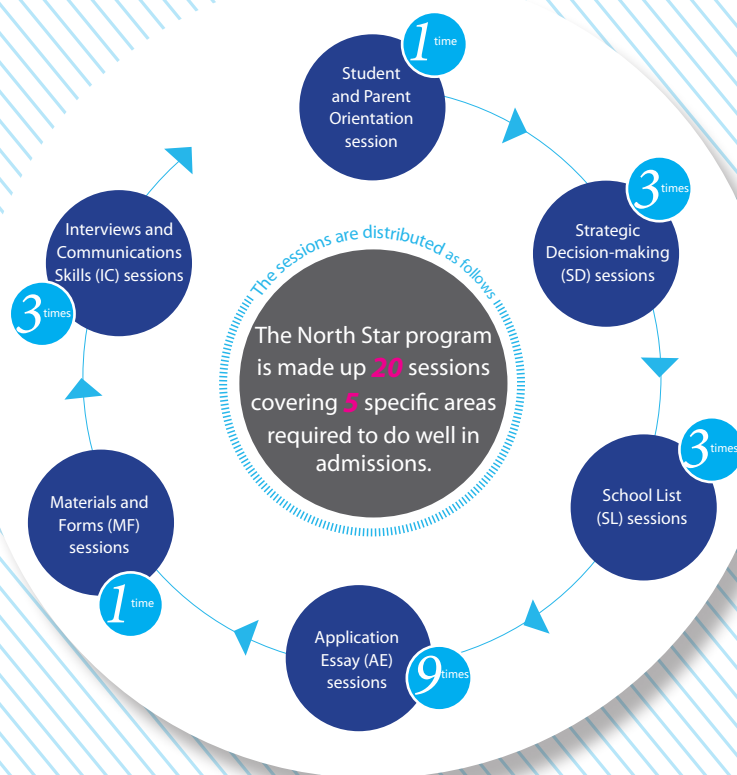 1 time
Student
and Parent
Orientation
session
3 times
Strategic
Decision-making
(SD) sessions
3 times
School List
(SL) sessions
9 times
Application
Essay (AE)
sessions
1 time
Materials and
Forms (MF)
sessions
3 times
Interviews and
Communications
Skills (IC) sessions
The sessions are distributed as follows
The North Star program
is made up 20 sessions
covering 5 specific areas
required to do well in
admissions.